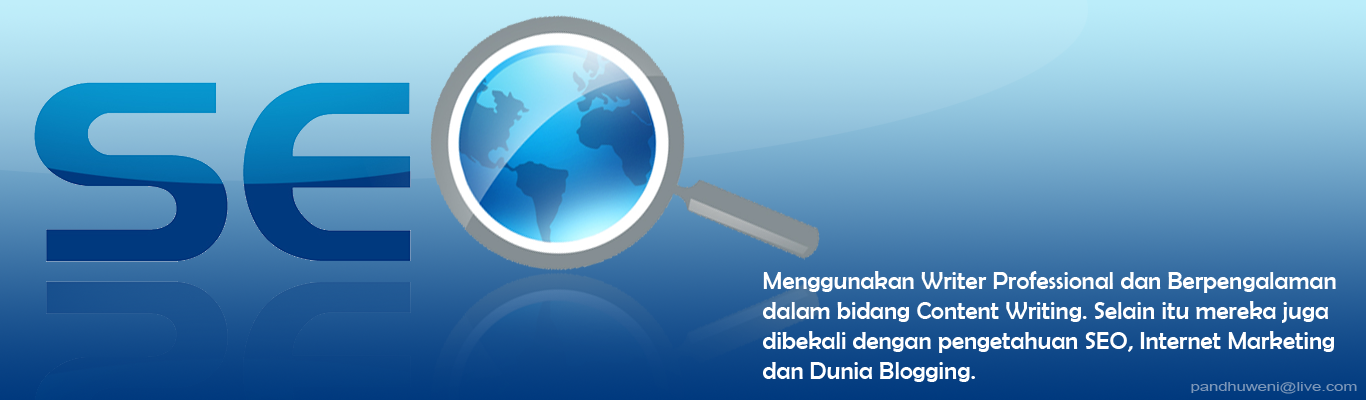 SEO
Menggunakan Writer Professional dan Berpengalaman
dalam bidang Content Writing. Selain itu mereka juga
dibekali dengan pengetahuan SEO, Internet Marketing
dan Dunia Blogging.
pandhuweni@live.com